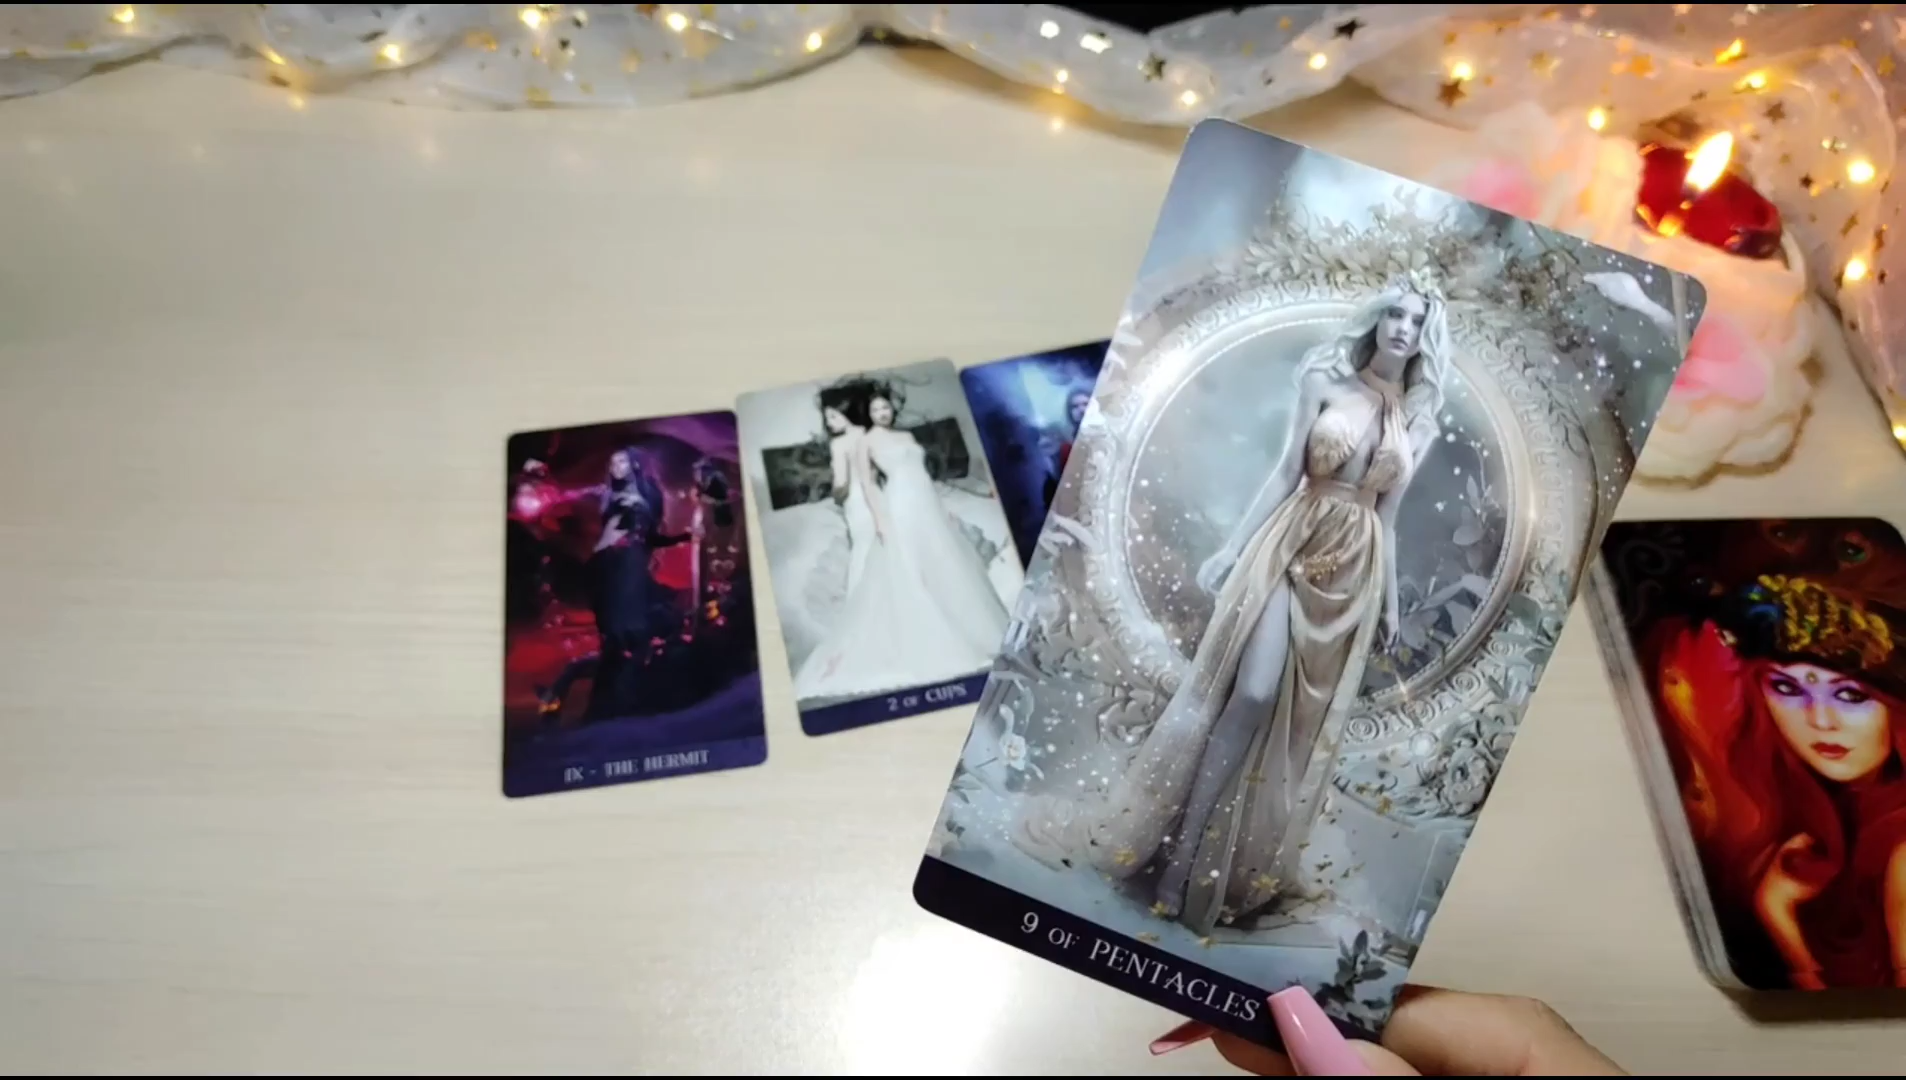 IX - THE HERMIT
2 OF CUPS
9 OF PENTACLES